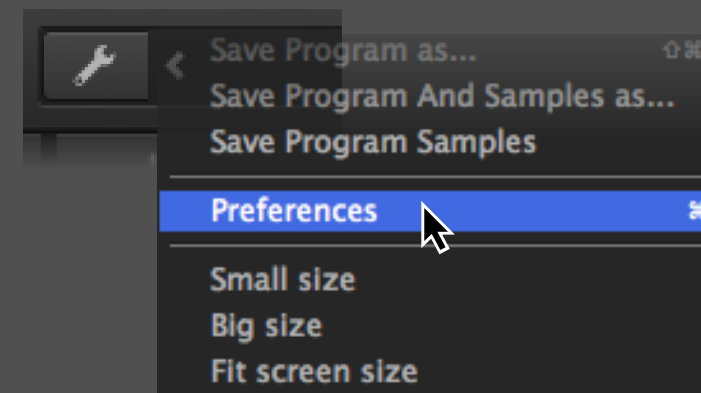 Save Program as... ⇧⌘
Save Program And Samples as...
Save Program Samples
Preferences ⌘
Small size
Big size
Fit screen size